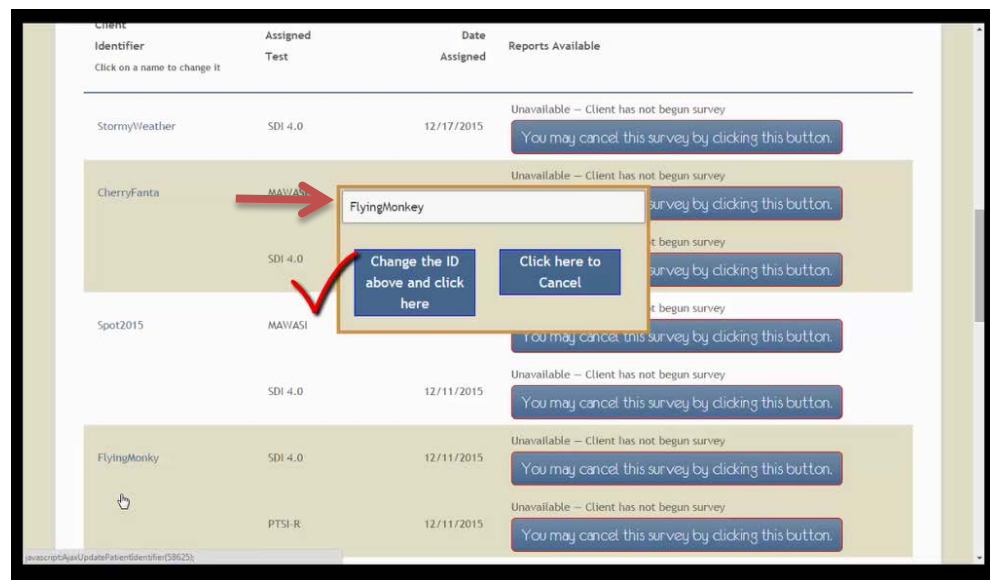 Client
Identifier
Click on a name to change it
Assigned
Test
Date
Assigned
Reports Available
StormyWeather
SDI 4.0
12/17/2015
Unavailable – Client has not begun survey
You may cancel this survey by clicking this button.
CherryFanta
MAWASI
Unavailable – Client has not begun survey
survey by clicking this button.
SDI 4.0
t begun survey
survey by clicking this button.
FlyingMonkey
Change the ID
above and click
here
Click here to
Cancel
Spot2015
MAWASI
t begun survey
You may cancel this survey by clicking this button.
SDI 4.0
12/11/2015
Unavailable – Client has not begun survey
You may cancel this survey by clicking this button.
FlyingMonky
SDI 4.0
12/11/2015
Unavailable – Client has not begun survey
You may cancel this survey by clicking this button.
PTSI-R
12/11/2015
Unavailable – Client has not begun survey
You may cancel this survey by clicking this button.
javascript:AjaxUpdatePatientIdentifier(58625);